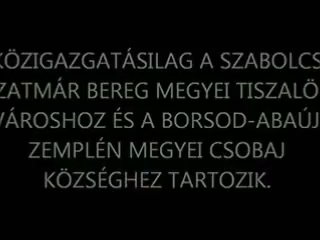 KÖZIGAZGATÁSILAG A SZABOLCS
ZATMÁR BEREG MEGYEI TISZALÖ
VÁROSHOZ ÉS A BORSOD-ABAÚJ
ZEMPLÉN MEGYEI CSOBAJ
KÖZSÉGHEZ TARTOZIK.